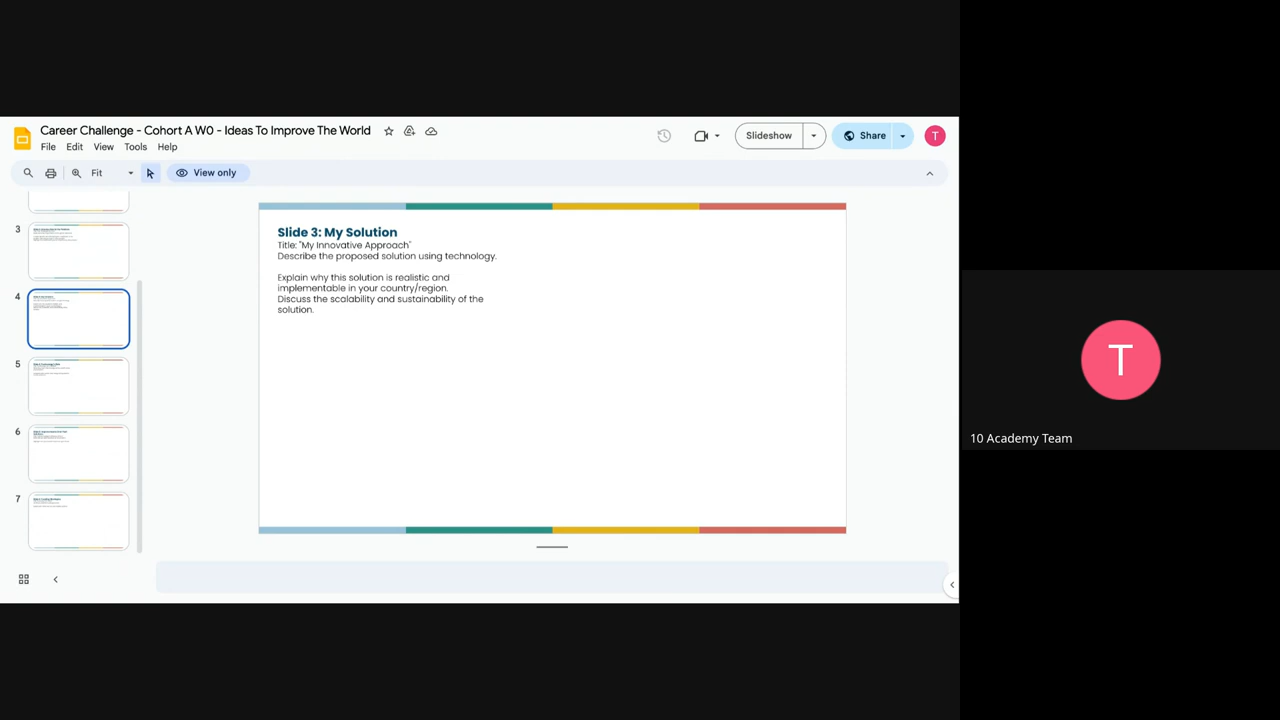 Career Challenge - Cohort A W0 - Ideas To Improve The World
File Edit View Tools Help
Slideshow
Share
T
Fit
View only
3
4
5
6
7
Slide 3: My Solution
Title: "My Innovative Approach"
Describe the proposed solution using technology.
Explain why this solution is realistic and
implementable in your country/region.
Discuss the scalability and sustainability of the
solution.
T
10 Academy Team